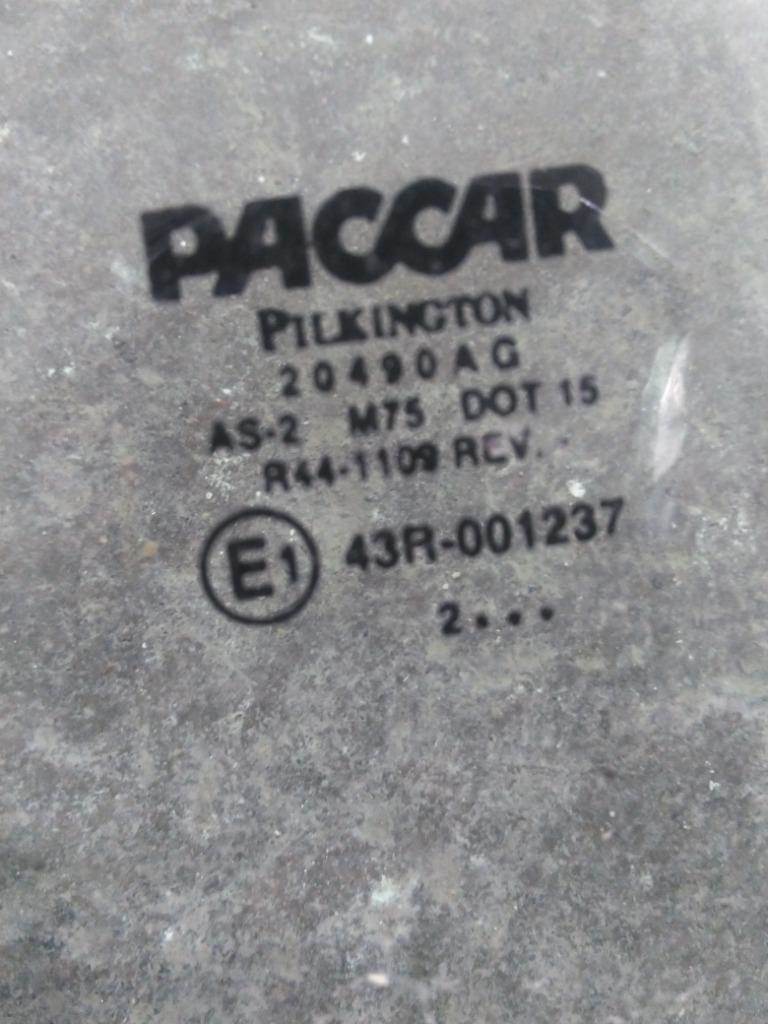 PACCAR
PILKINGTON
20490AG
AS-2 M75 DOT 15
R44-1109 REV. -
E1 43R-001237
2...